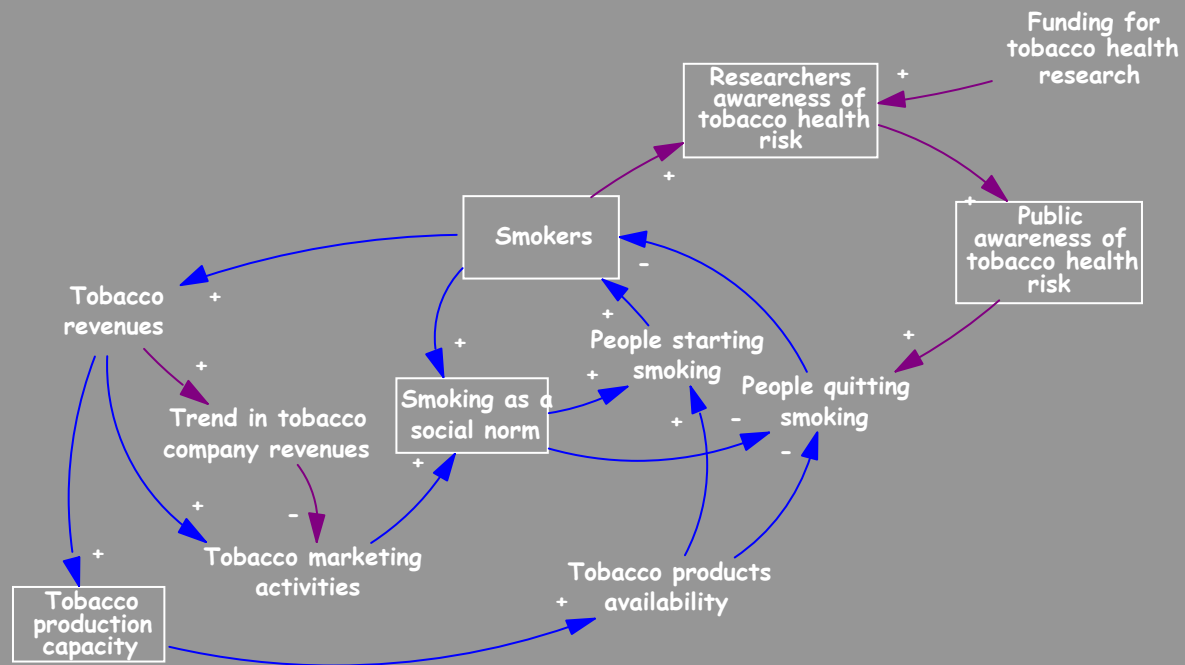 Funding for
tobacco health
research
+
Researchers
awareness of
tobacco health
risk
+
+
Public
awareness of
tobacco health
risk
Smokers
-
+
Tobacco
revenues
+
+
+
People starting
smoking
+
+
People quitting
smoking
+
-
-
Smoking as a
social norm
+
Trend in tobacco
company revenues
+
-
Tobacco marketing
activities
+
Tobacco products
availability
+
Tobacco
production
capacity